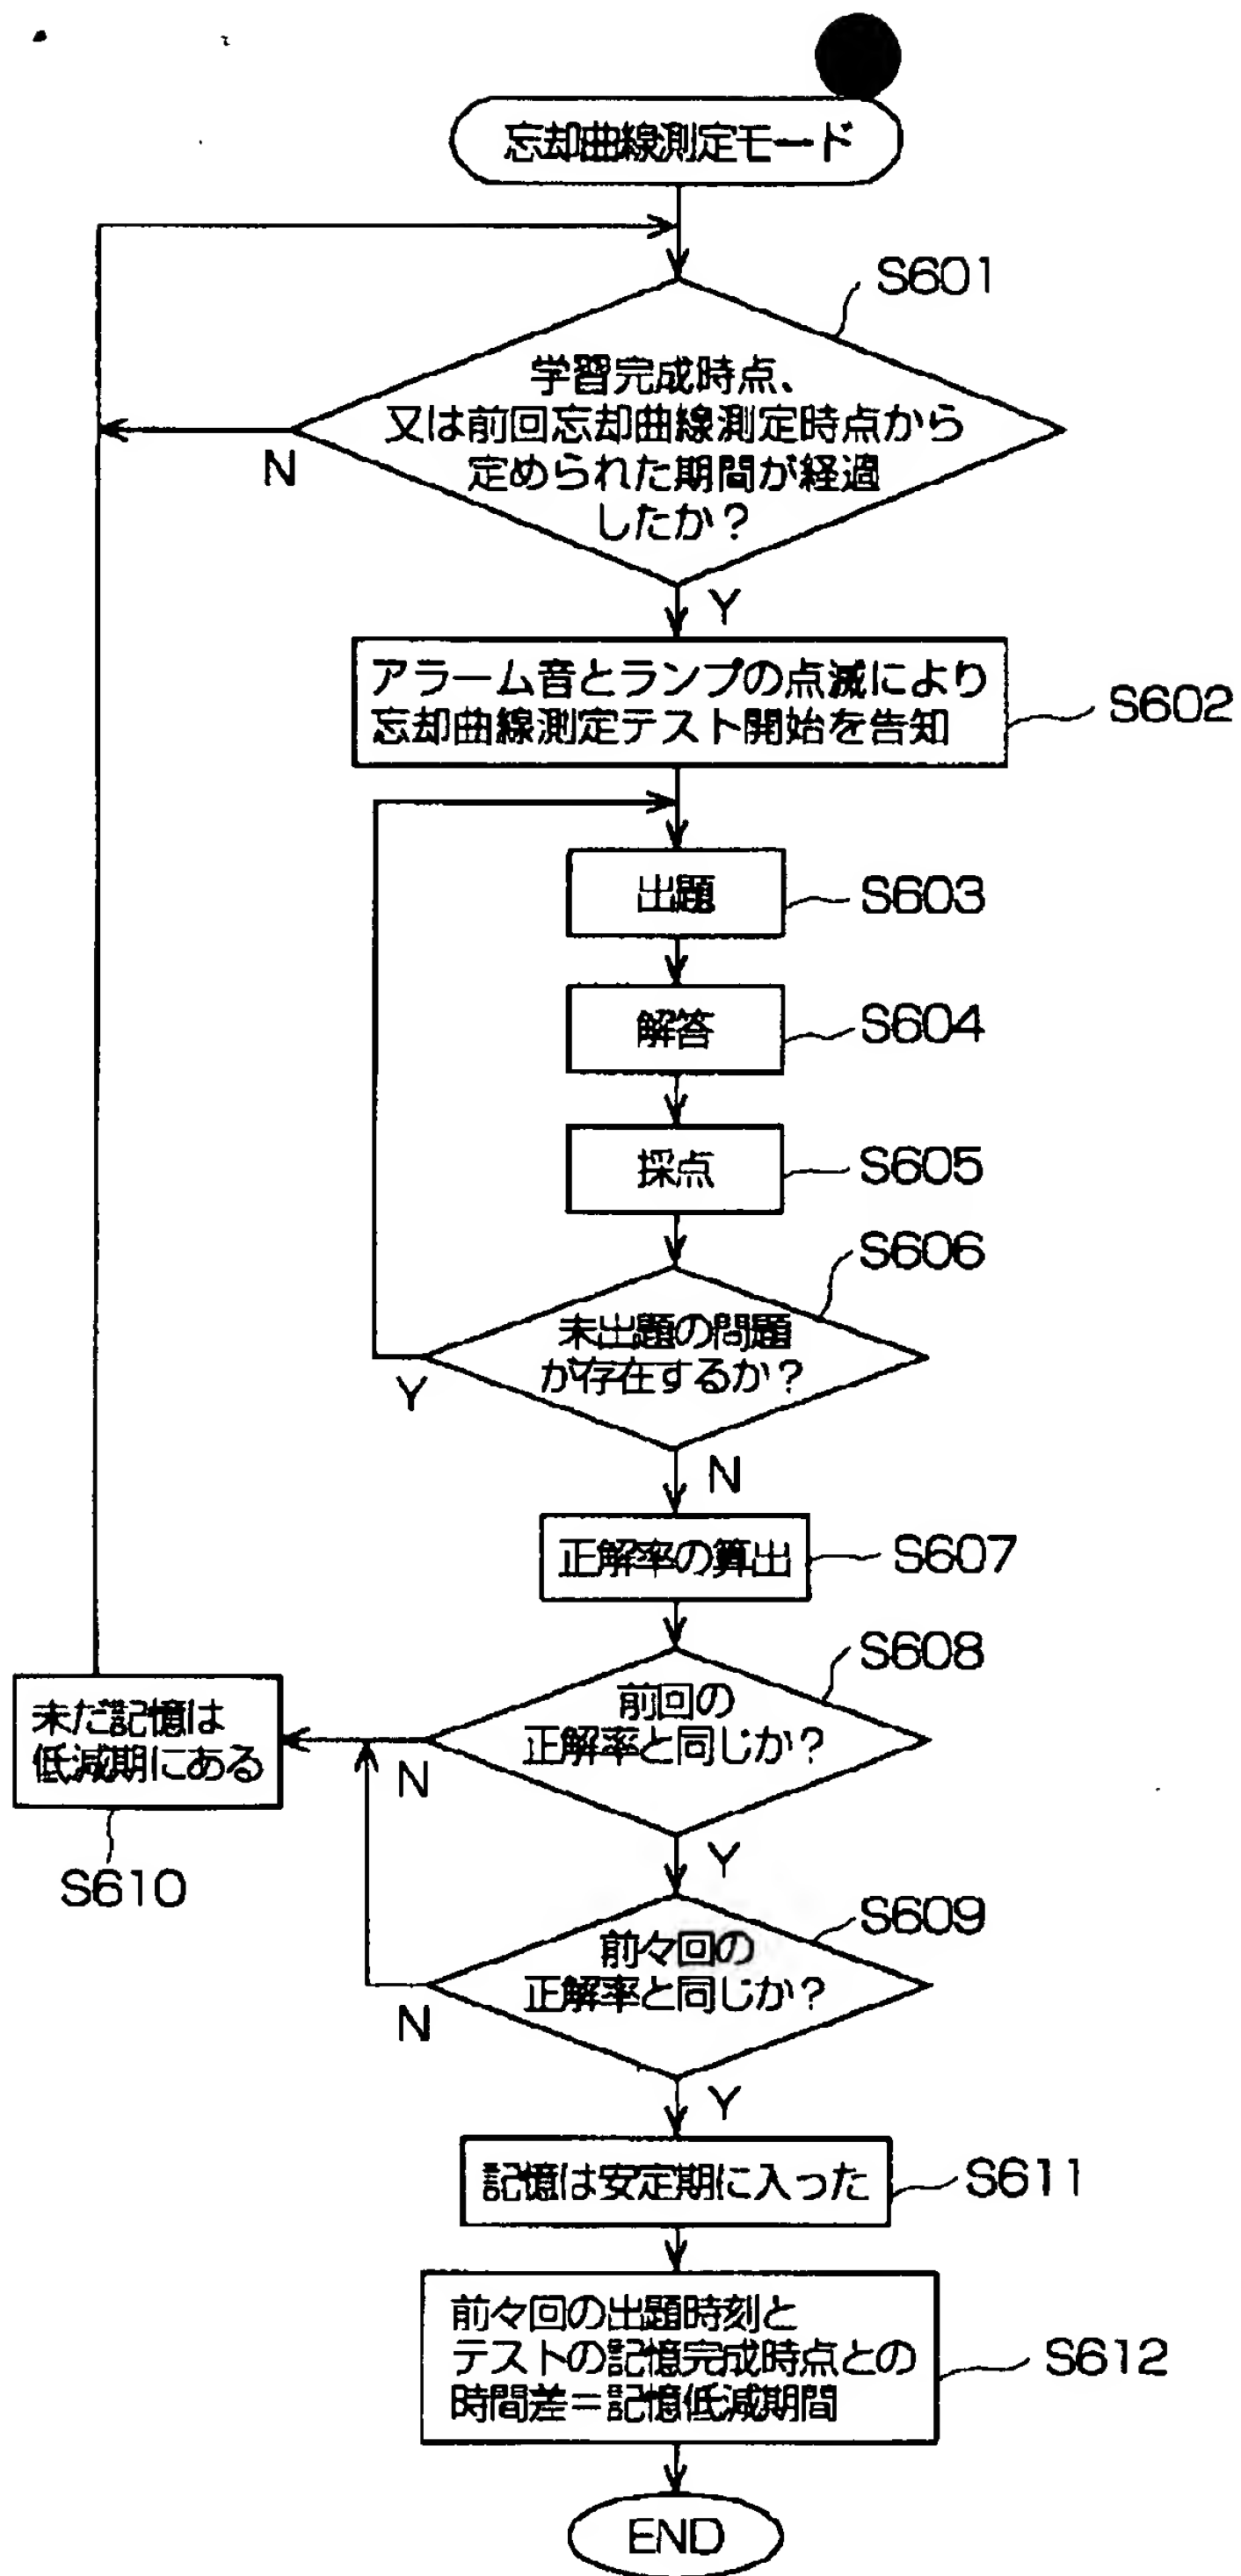 忘却曲線測定モード
S601
学習完成時点、
又は前回忘却曲線測定時点から
定められた期間が経過
したか？
N
Y
アラーム音とランプの点滅により
忘却曲線測定テスト開始を告知
S602
出題
S603
解答
S604
採点
S605
S606
未出題の問題
が存在するか？
Y
N
正解率の算出
S607
S608
前回の
正解率と同じか？
N
未だ記憶は
低減期にある
S610
Y
S609
前々回の
正解率と同じか？
N
Y
記憶は安定期に入った
S611
前々回の出題時刻と
テストの記憶完成時点との
時間差＝記憶低減期間
S612
END